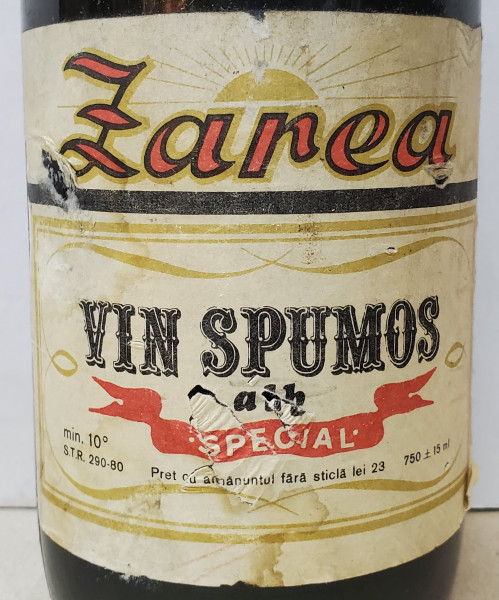 Zarea
VIN SPUMOS
alb
·SPECIAL·
min. 10°
S.T.R. 290-80
Pret cu amănuntul fără sticlă lei 23
750 ± 15 ml